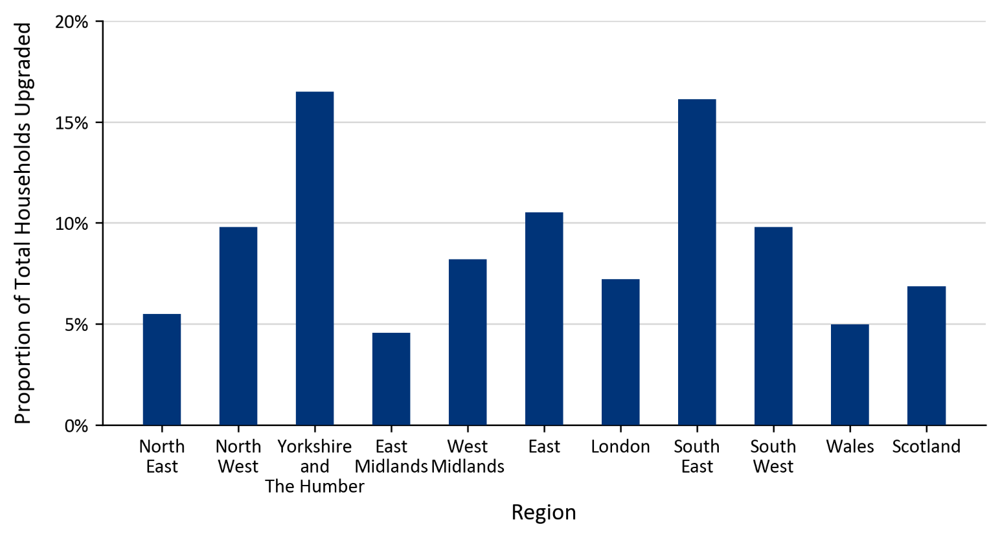 Proportion of Total Households Upgraded
20%
15%
10%
5%
0%
North
East
North
West
Yorkshire
and
The Humber
East
Midlands
West
Midlands
East
London
South
East
South
West
Wales
Scotland
Region